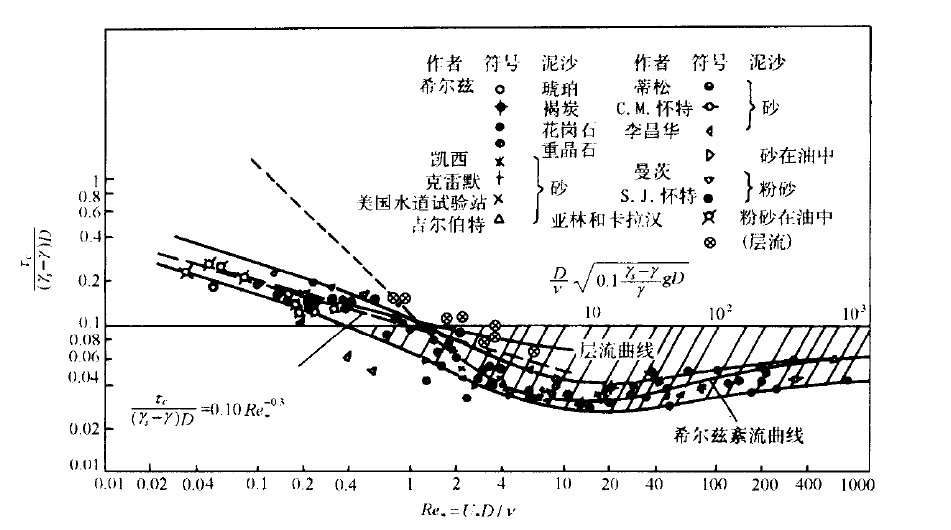 作者 符号 泥沙 作者 符号 泥沙
希尔兹 琥珀 蒂松
褐炭 C.M.怀特 砂
花岗石 李昌华
重晶石
凯西 砂在油中
克雷默 砂 曼茨
美国水道试验站 S.J.怀特 粉砂
吉尔伯特 亚林和卡拉汉 粉砂在油中
(层流)
1
0.8
0.6
0.4
0.2
0.1
0.08
0.06
0.04
0.02
0.01
τc/(γs−γ)D
D/ν √0.1 (γs−γ)/γ gD
10 10² 10³
层流曲线
τc/(γs−γ)D =0.10Re*^−0.3
希尔兹紊流曲线
0.01 0.02 0.04 0.1 0.2 0.4 1 2 4 10 20 40 100 200 400 1000
Re*=U*D/ν